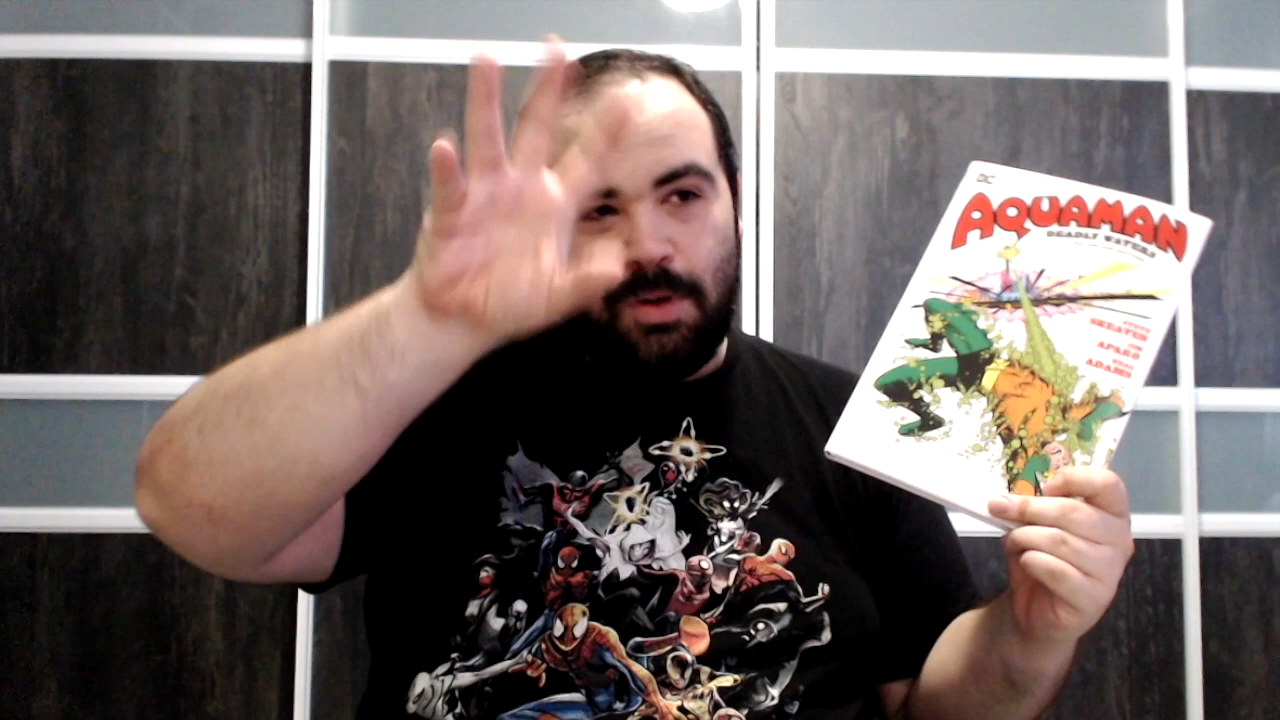 DC
AQUAMAN
DEADLY WATERS
STEVE
SKEATES
JIM
APARO
NEAL
ADAMS